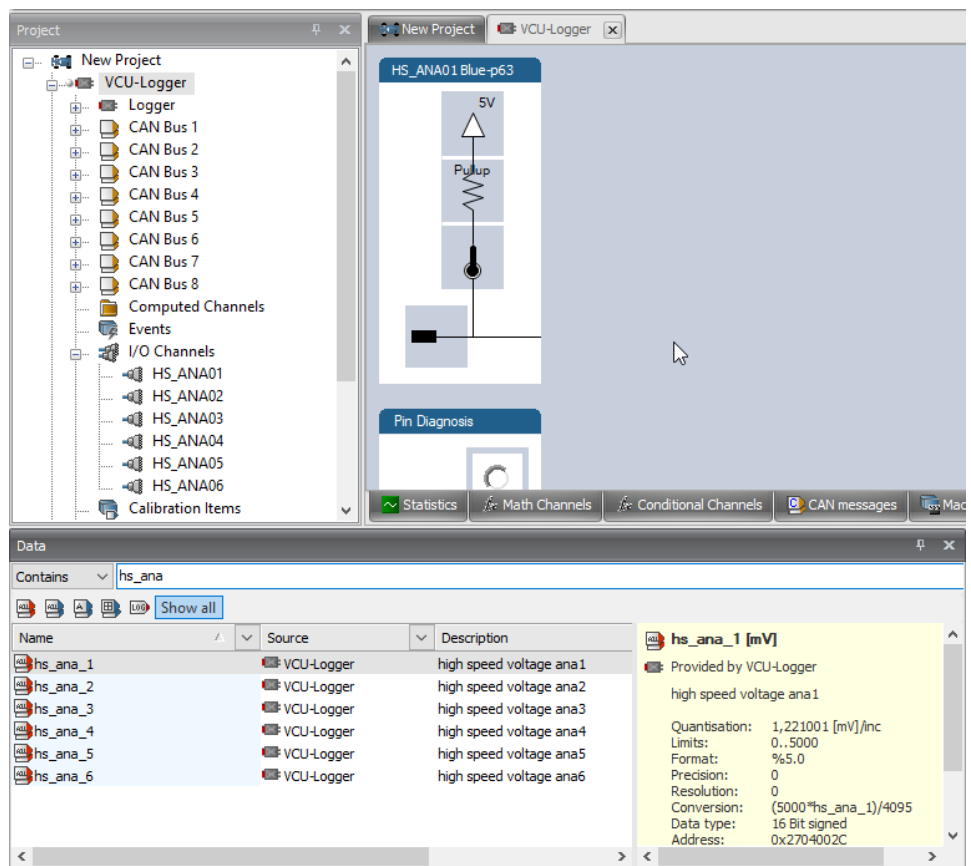 Project
New Project
VCU-Logger
Logger
CAN Bus 1
CAN Bus 2
CAN Bus 3
CAN Bus 4
CAN Bus 5
CAN Bus 6
CAN Bus 7
CAN Bus 8
Computed Channels
Events
I/O Channels
HS_ANA01
HS_ANA02
HS_ANA03
HS_ANA04
HS_ANA05
HS_ANA06
Calibration Items
New Project VCU-Logger
HS_ANA01 Blue-p63
5V
Pullup
Pin Diagnosis
Statistics Math Channels Conditional Channels CAN messages Mac
Data
Contains hs_ana
Show all
Name Source Description
hs_ana_1 VCU-Logger high speed voltage ana1
hs_ana_2 VCU-Logger high speed voltage ana2
hs_ana_3 VCU-Logger high speed voltage ana3
hs_ana_4 VCU-Logger high speed voltage ana4
hs_ana_5 VCU-Logger high speed voltage ana5
hs_ana_6 VCU-Logger high speed voltage ana6
hs_ana_1 [mV]
Provided by VCU-Logger
high speed voltage ana1
Quantisation: 1,221001 [mV]/inc
Limits: 0..5000
Format: %5.0
Precision: 0
Resolution: 0
Conversion: (5000*hs_ana_1)/4095
Data type: 16 Bit signed
Address: 0x2704002C